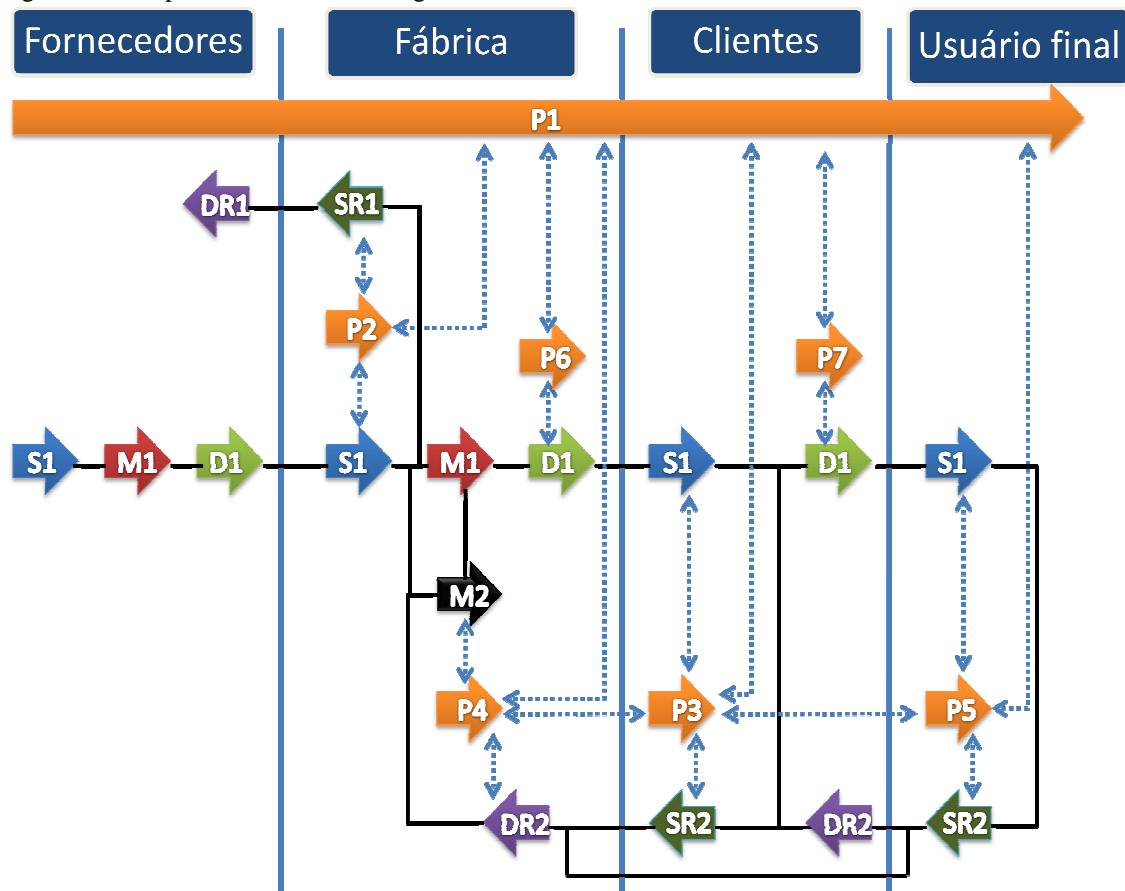 Fornecedores
Fábrica
Clientes
Usuário final
P1
DR1
SR1
P2
P6
P7
S1
M1
D1
S1
M1
D1
S1
D1
S1
M2
P4
P3
P5
DR2
SR2
DR2
SR2